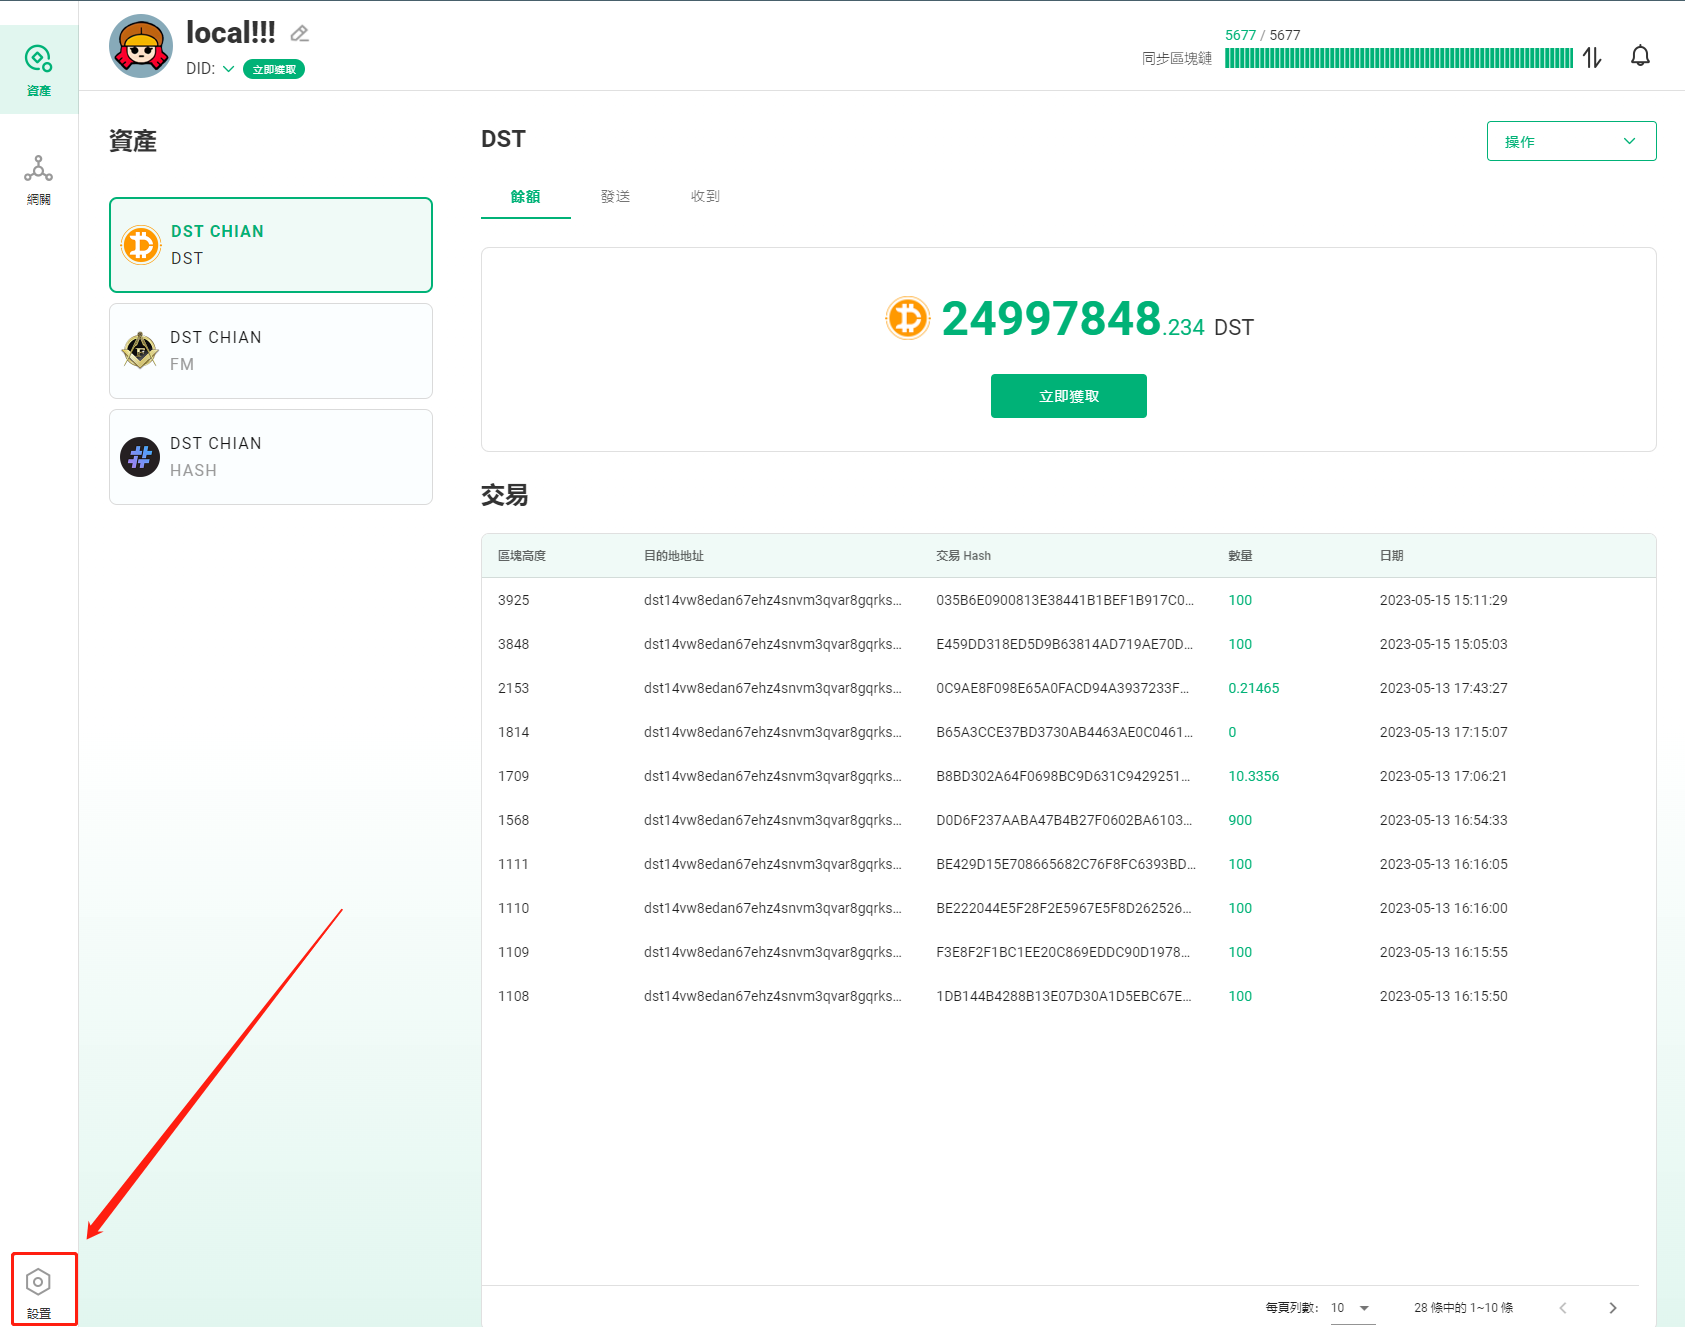 local!!!
DID:
立即獲取
5677 / 5677
同步區塊鏈
資產
網關
設置
資產
DST CHIAN
DST
DST CHIAN
FM
DST CHIAN
HASH
DST
操作
餘額 發送 收到
24997848.234 DST
立即獲取
交易
區塊高度 目的地地址 交易 Hash 數量 日期
3925 dst14vw8edan67ehz4snvm3qvar8gqrks... 035B6E0900813E38441B1BEF1B917C0... 100 2023-05-15 15:11:29
3848 dst14vw8edan67ehz4snvm3qvar8gqrks... E459DD318ED5D9B63814AD719AE70D... 100 2023-05-15 15:05:03
2153 dst14vw8edan67ehz4snvm3qvar8gqrks... 0C9AE8F098E65A0FACD94A3937233F... 0.21465 2023-05-13 17:43:27
1814 dst14vw8edan67ehz4snvm3qvar8gqrks... B65A3CCE37BD3730AB4463AE0C0461... 0 2023-05-13 17:15:07
1709 dst14vw8edan67ehz4snvm3qvar8gqrks... B8BD302A64F0698BC9D631C9429251... 10.3356 2023-05-13 17:06:21
1568 dst14vw8edan67ehz4snvm3qvar8gqrks... D0D6F237AABA47B4B27F0602BA6103... 900 2023-05-13 16:54:33
1111 dst14vw8edan67ehz4snvm3qvar8gqrks... BE429D15E708665682C76F8FC6393BD... 100 2023-05-13 16:16:05
1110 dst14vw8edan67ehz4snvm3qvar8gqrks... BE222044E5F28F2E5967E5F8D262526... 100 2023-05-13 16:16:00
1109 dst14vw8edan67ehz4snvm3qvar8gqrks... F3E8F2F1BC1EE20C869EDDC90D1978... 100 2023-05-13 16:15:55
1108 dst14vw8edan67ehz4snvm3qvar8gqrks... 1DB144B4288B13E07D30A1D5EBC67E... 100 2023-05-13 16:15:50
每頁列數: 10 28 條中的 1~10 條